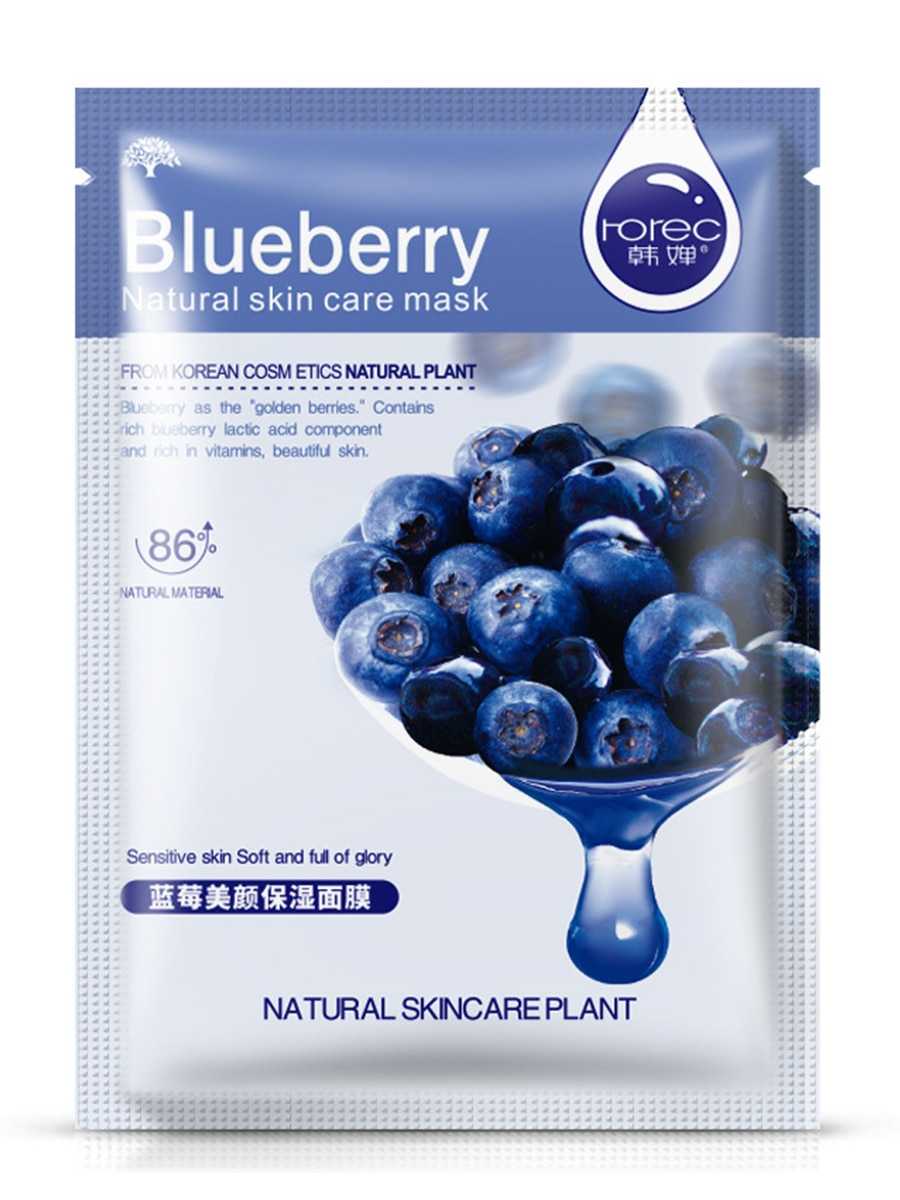 rorec
韩婵®
Blueberry
Natural skin care mask
FROM KOREAN COSM ETICS NATURAL PLANT
Blueberry as the "golden berries." Contains
rich blueberry lactic acid component
and rich in vitamins, beautiful skin.
86%
NATURAL MATERIAL
Sensitive skin Soft and full of glory
蓝莓美颜保湿面膜
NATURAL SKINCARE PLANT